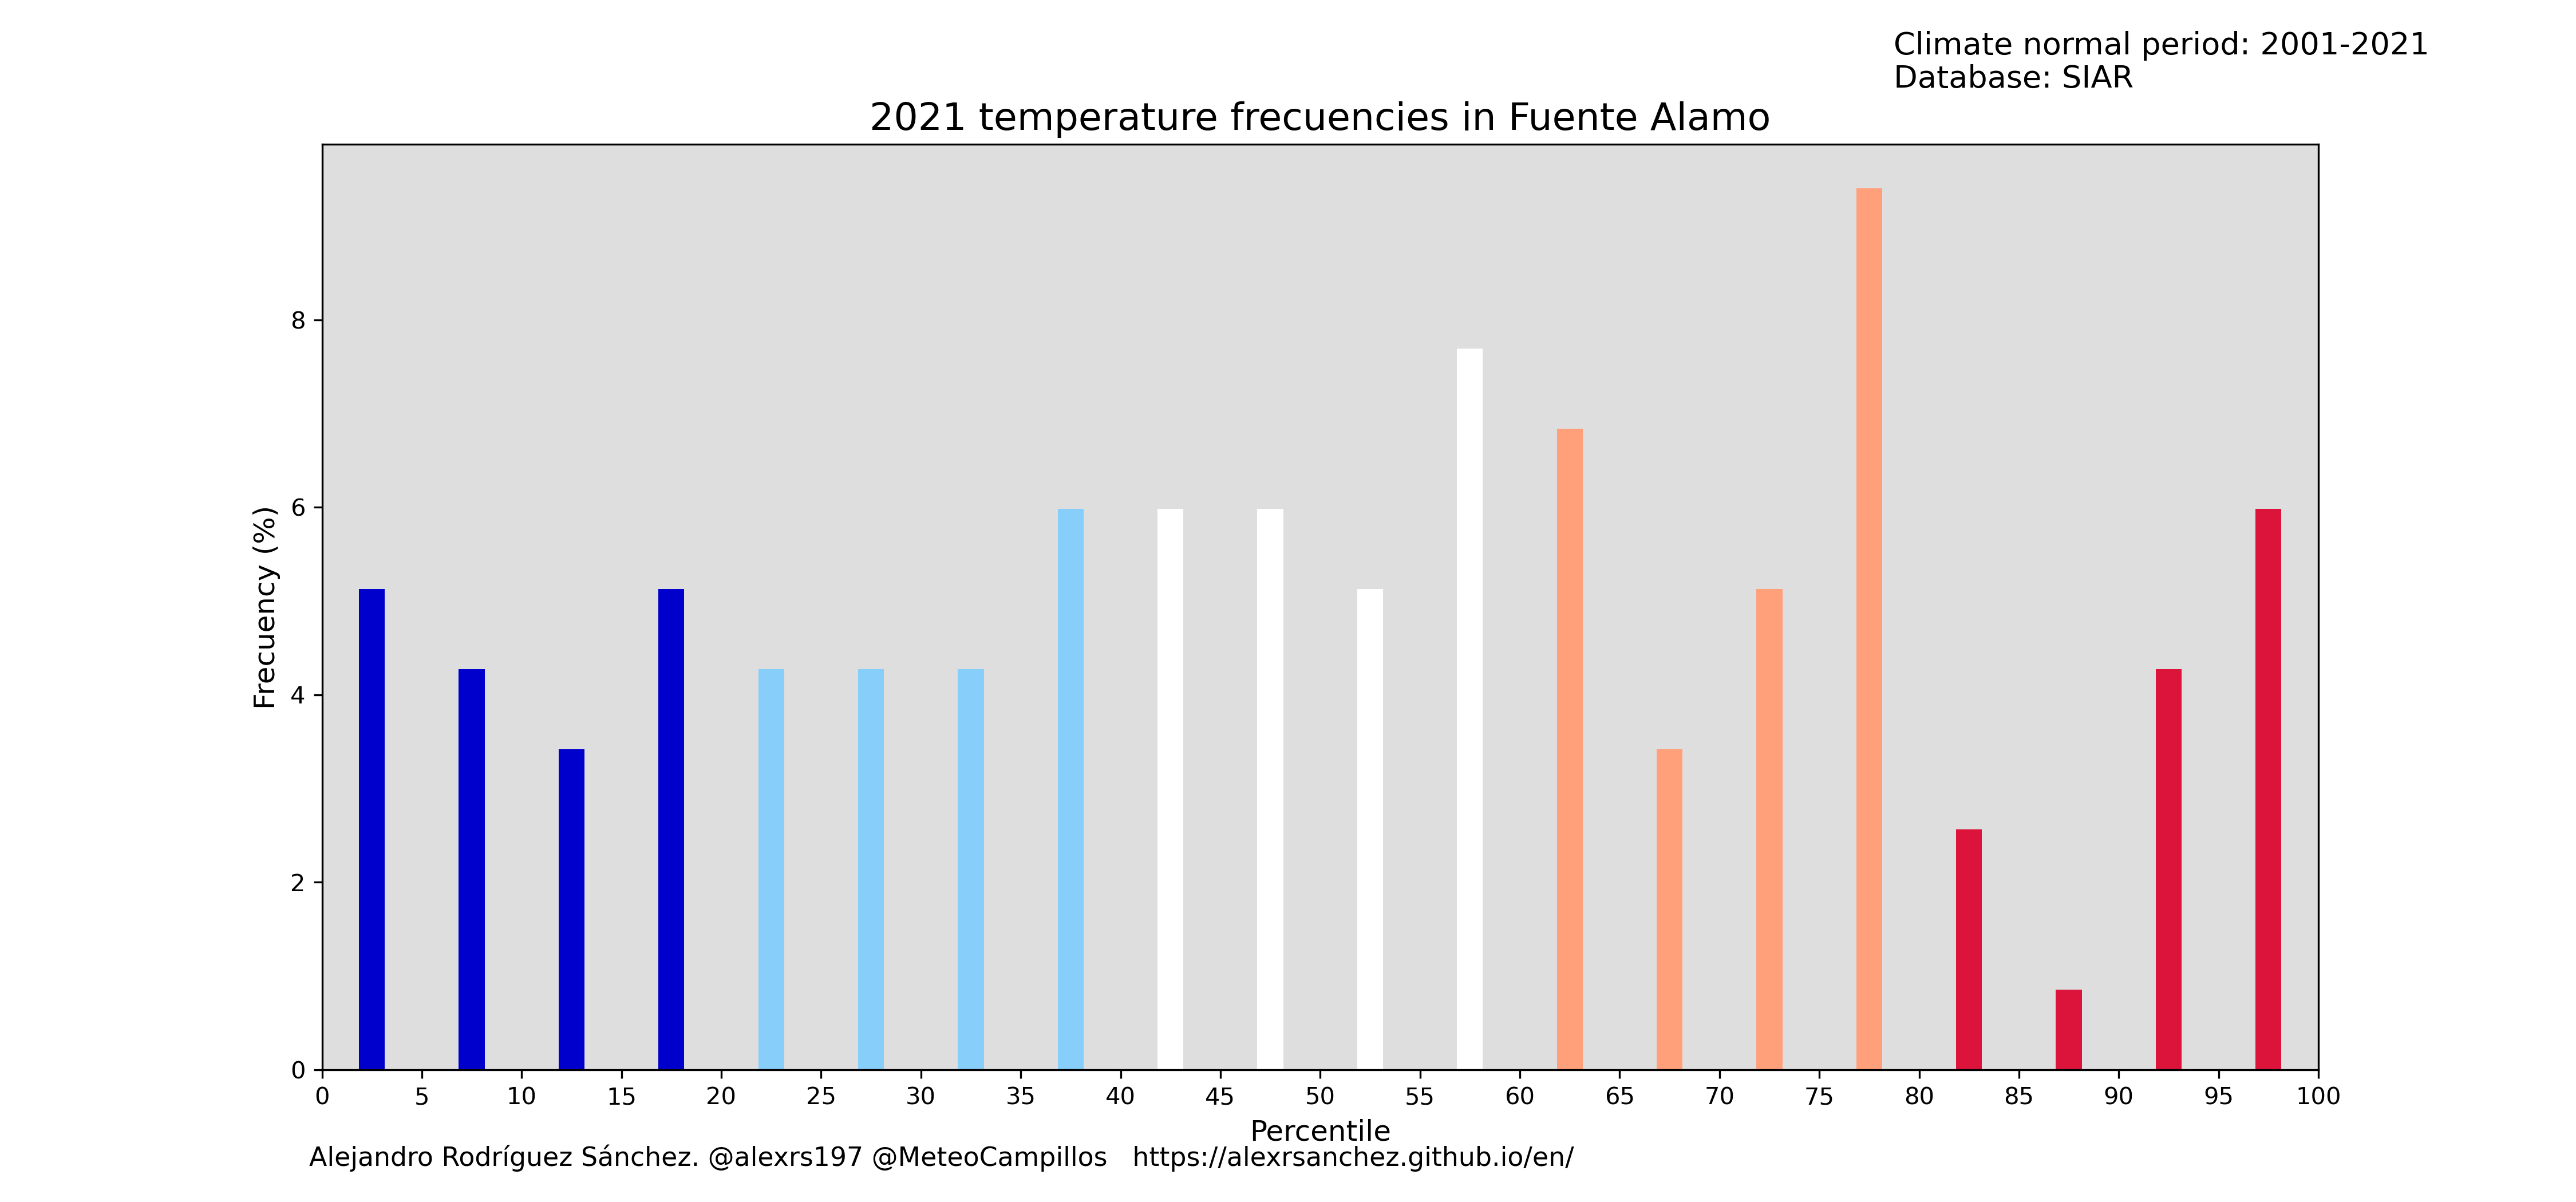 Climate normal period: 2001-2021
Database: SIAR
2021 temperature frecuencies in Fuente Alamo
Frecuency (%)
8
6
4
2
0
0 5 10 15 20 25 30 35 40 45 50 55 60 65 70 75 80 85 90 95 100
Percentile
Alejandro Rodríguez Sánchez. @alexrs197 @MeteoCampillos https://alexrsanchez.github.io/en/